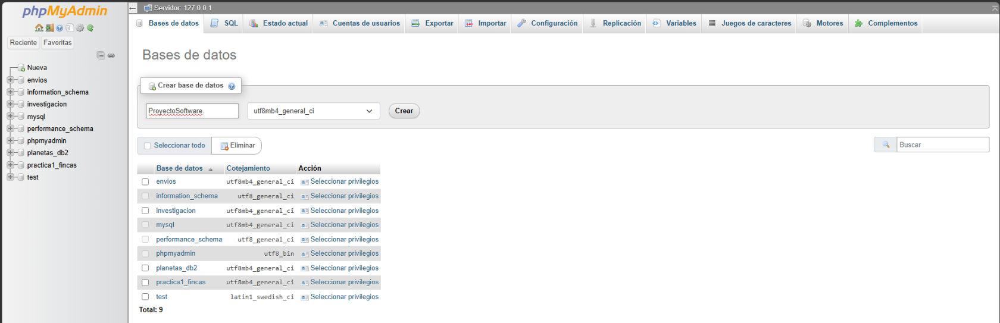 phpMyAdmin
Reciente Favoritas
Nueva
envios
information_schema
investigacion
mysql
performance_schema
phpmyadmin
planetas_db2
practica1_fincas
test
Servidor: 127.0.0.1
Bases de datos SQL Estado actual Cuentas de usuarios Exportar Importar Configuración Replicación Variables Juegos de caracteres Motores Complementos
Bases de datos
Crear base de datos
ProyectoSoftware. utf8mb4_general_ci Crear
Seleccionar todo Eliminar Buscar
Base de datos Cotejamiento Acción
envios utf8mb4_general_ci Seleccionar privilegios
information_schema utf8_general_ci Seleccionar privilegios
investigacion utf8mb4_general_ci Seleccionar privilegios
mysql utf8mb4_general_ci Seleccionar privilegios
performance_schema utf8_general_ci Seleccionar privilegios
phpmyadmin utf8_bin Seleccionar privilegios
planetas_db2 utf8mb4_general_ci Seleccionar privilegios
practica1_fincas utf8mb4_general_ci Seleccionar privilegios
test latin1_swedish_ci Seleccionar privilegios
Total: 9